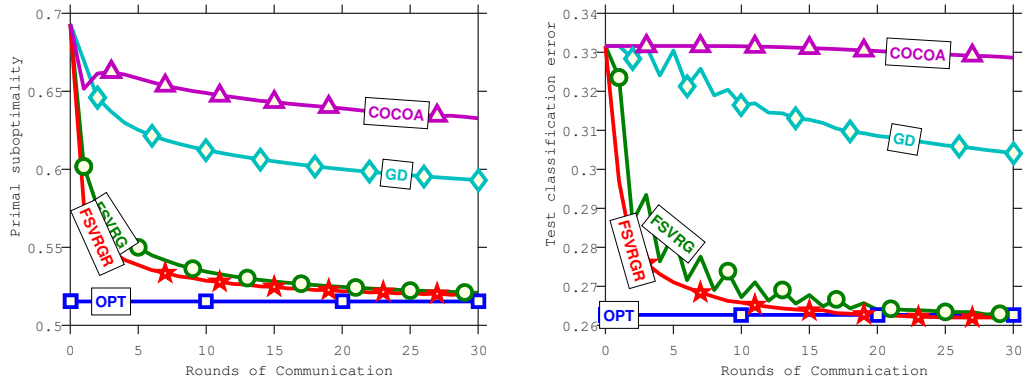 0.7
0.65
0.6
0.55
0.5
Primal suboptimality
COCOA
GD
FSVRG
FSVRGR
OPT
0 5 10 15 20 25 30
Rounds of Communication
0.34
0.33
0.32
0.31
0.3
0.29
0.28
0.27
0.26
Test classification error
COCOA
GD
FSVRG
FSVRGR
OPT
0 5 10 15 20 25 30
Rounds of Communication